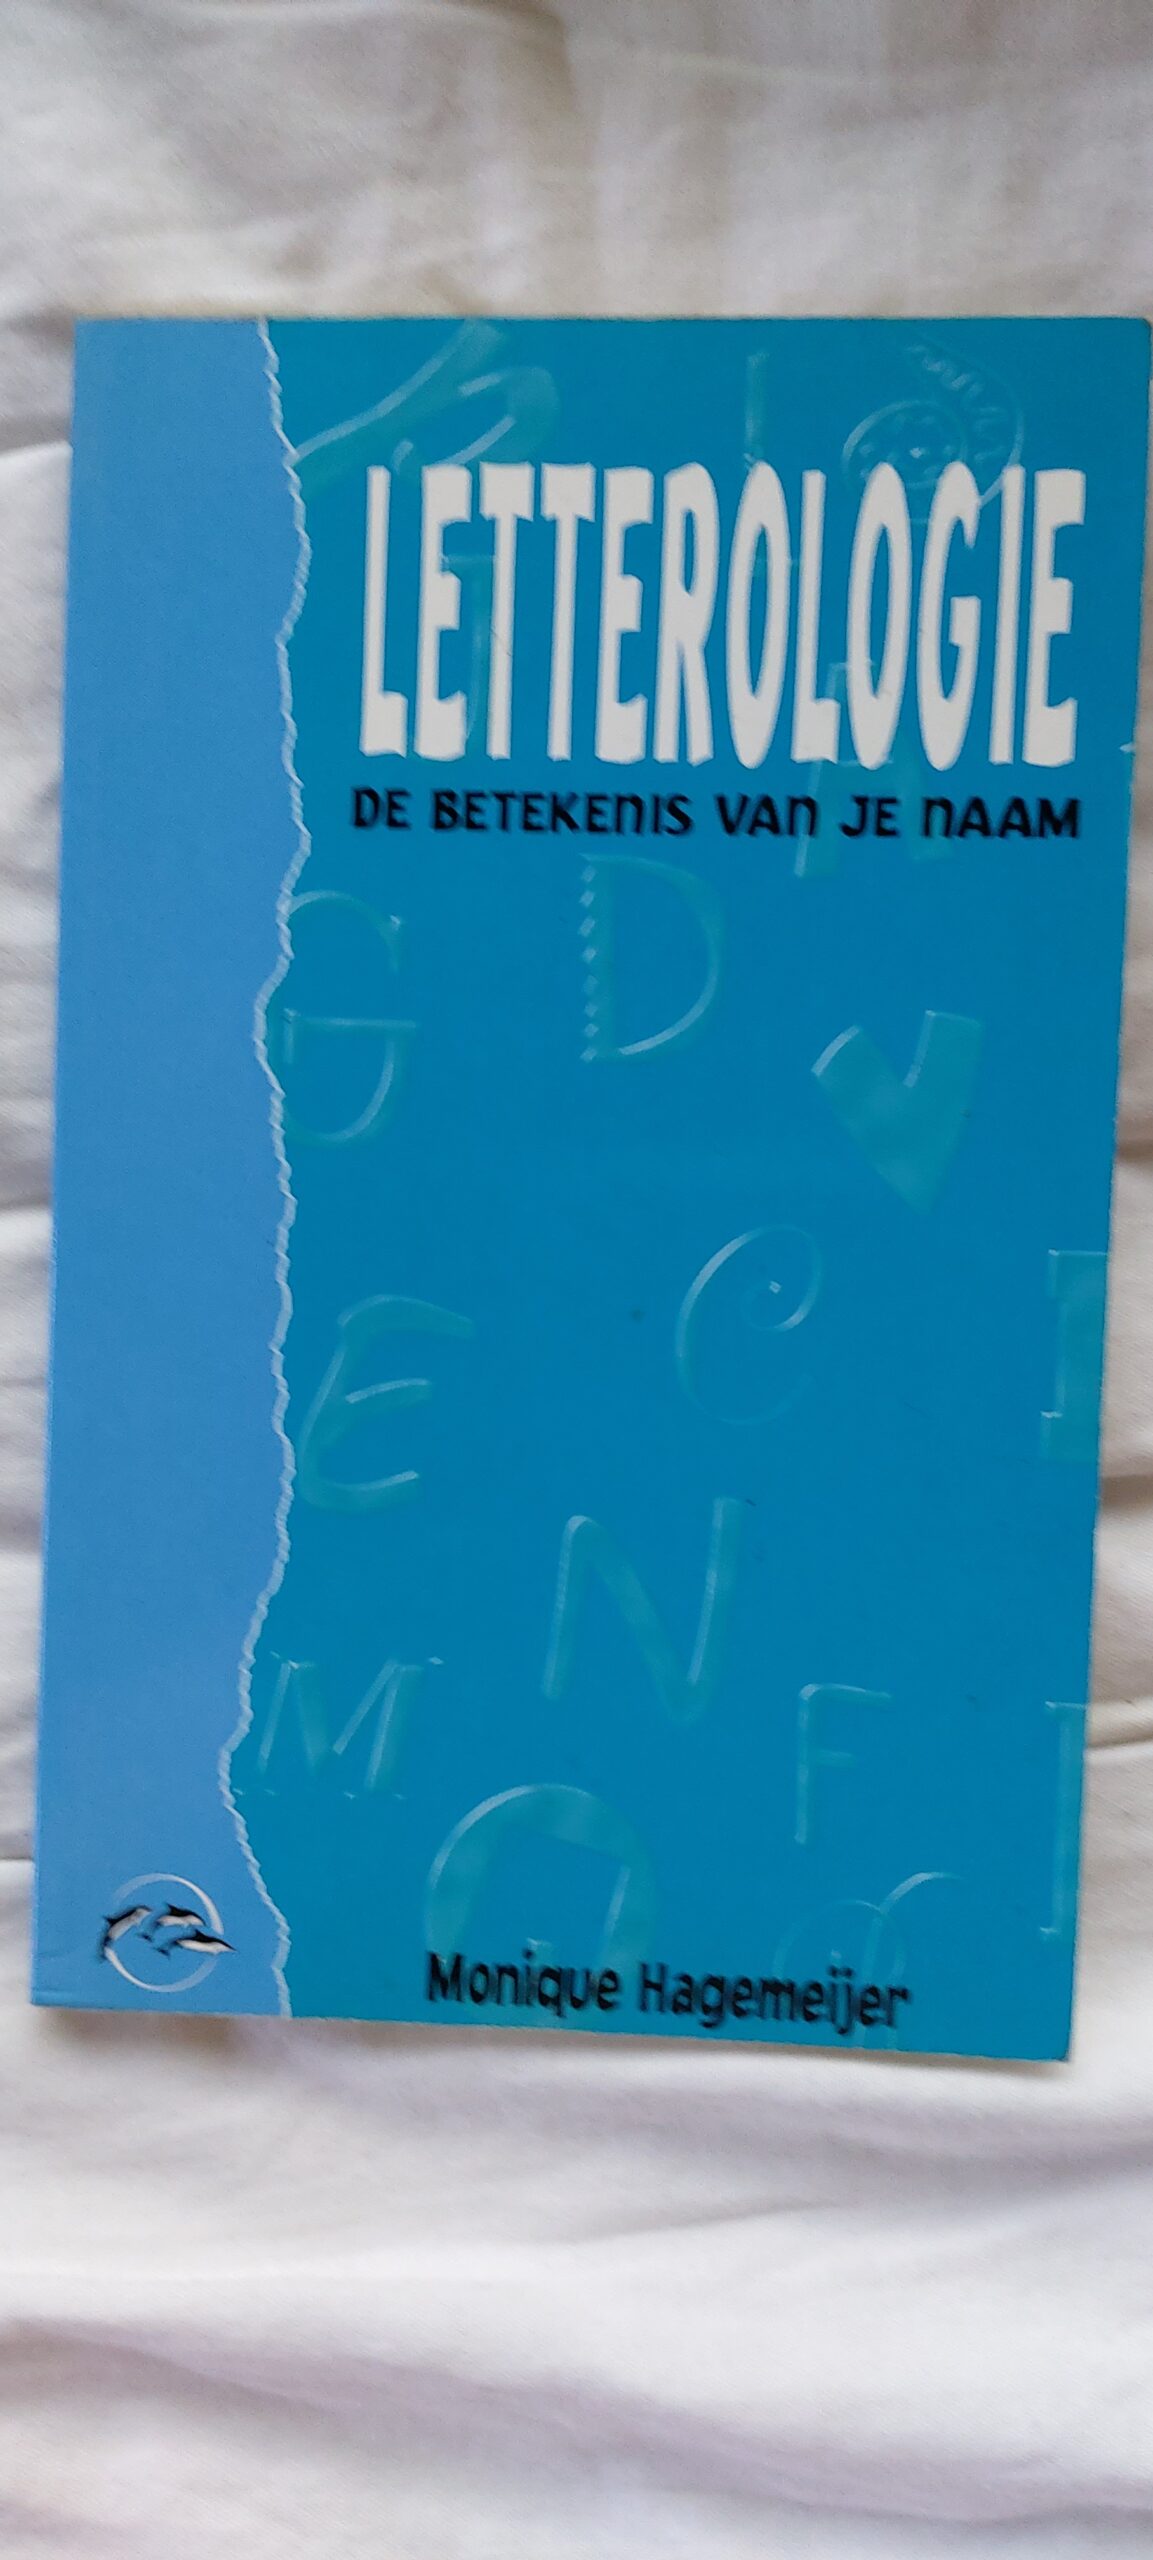 LETTEROLOGIE
DE BETEKENIS VAN JE NAAM
Monique Hagemeijer